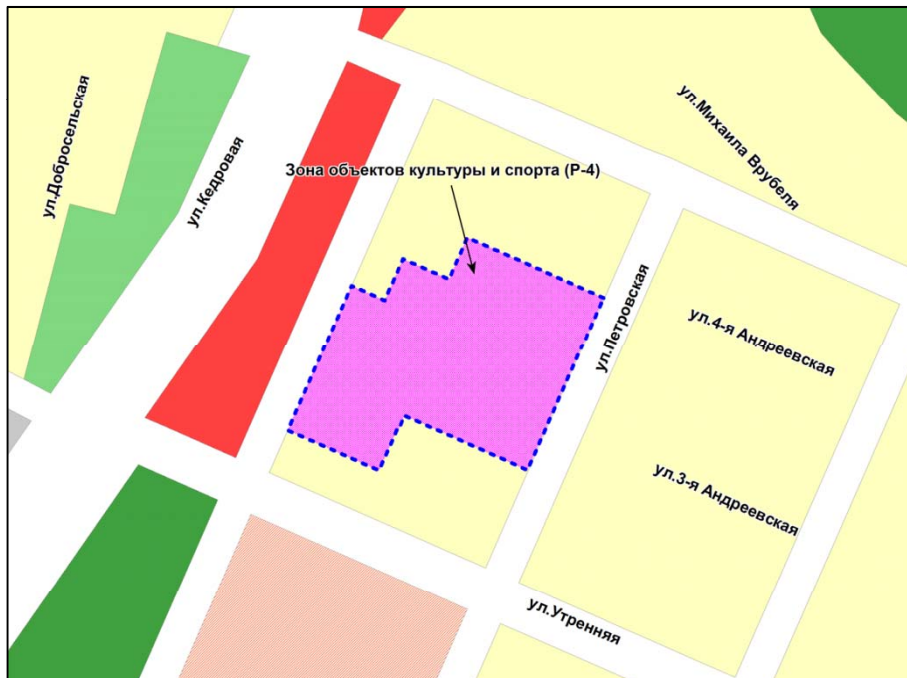 ул.Добросельская
ул.Кедровая
ул.Михаила Врубеля
Зона объектов культуры и спорта (Р-4)
ул.Петровская
ул.4-я Андреевская
ул.3-я Андреевская
ул.Утренняя